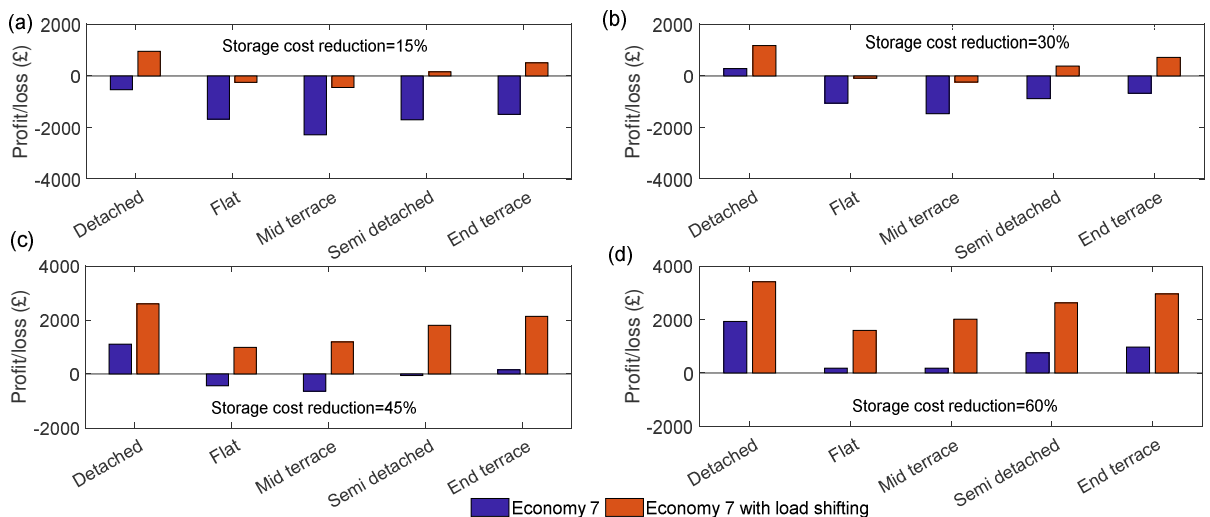 (a)
Profit/loss (£)
2000
0
-2000
-4000
Storage cost reduction=15%
Detached
Flat
Mid terrace
Semi detached
End terrace
(b)
Profit/loss (£)
2000
0
-2000
-4000
Storage cost reduction=30%
Detached
Flat
Mid terrace
Semi detached
End terrace
(c)
Profit/loss (£)
4000
2000
0
-2000
Storage cost reduction=45%
Detached
Flat
Mid terrace
Semi detached
End terrace
(d)
Profit/loss (£)
4000
2000
0
-2000
Storage cost reduction=60%
Detached
Flat
Mid terrace
Semi detached
End terrace
Economy 7 Economy 7 with load shifting